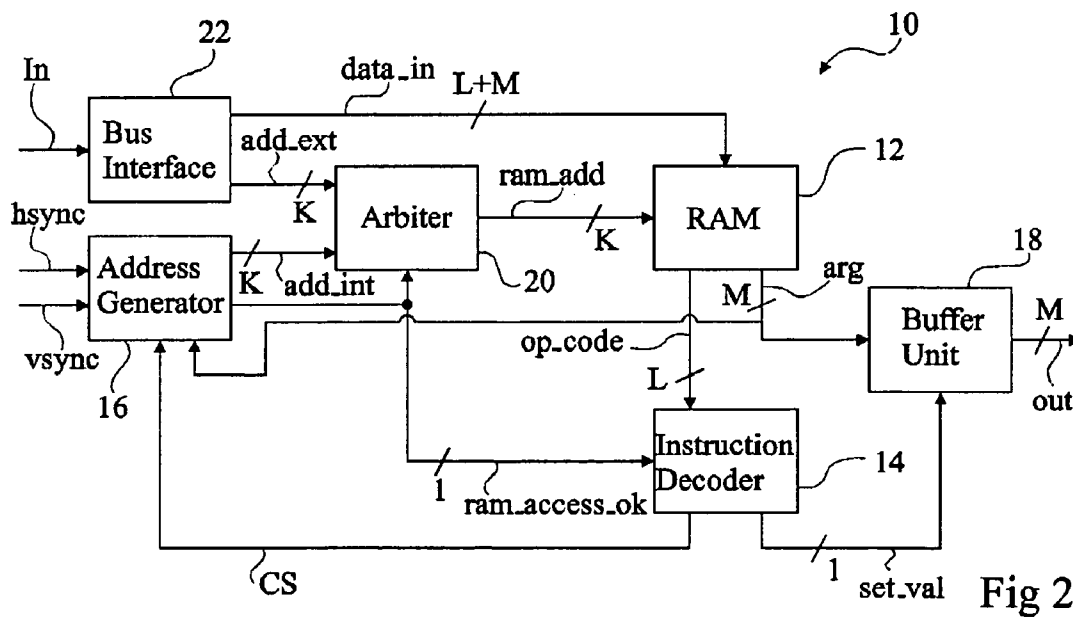 10
22
In
data_in
L+M
Bus
Interface
add_ext
K
12
ram_add
K
Arbiter
RAM
hsync
Address
Generator
K
add_int
20
18
arg
M
Buffer
Unit
M
vsync
16
op_code
out
L
Instruction
Decoder
14
1
ram_access_ok
CS
1
set_val
Fig 2